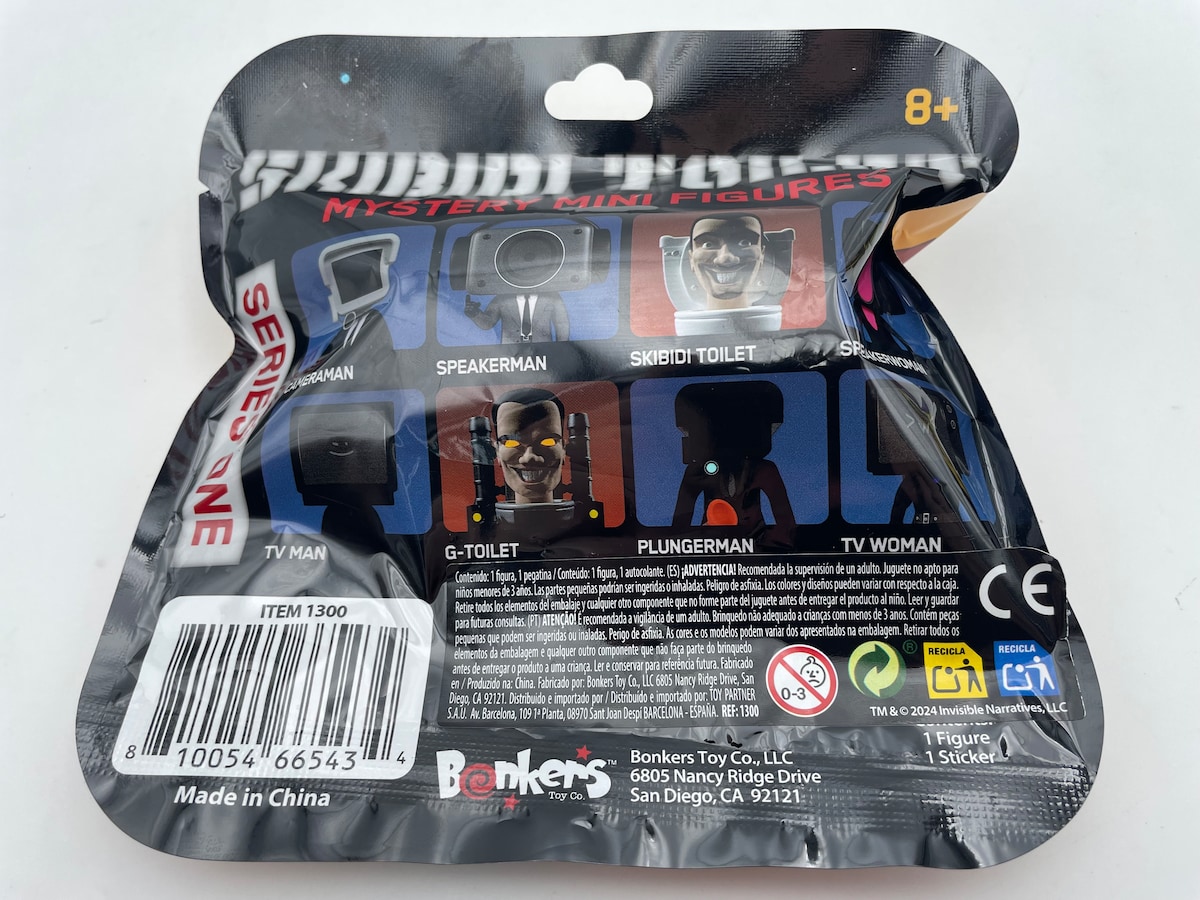 8+
SKIBIDI TOILET
MYSTERY MINI FIGURES
SERIES ONE
CAMERAMAN
SPEAKERMAN
SKIBIDI TOILET
SPEAKERWOMAN
TV MAN
G-TOILET
PLUNGERMAN
TV WOMAN
Contenido: 1 figura, 1 pegatina / Conteúdo: 1 figura, 1 autocolante. (ES) ¡ADVERTENCIA! Recomendada la supervisión de un adulto. Juguete no apto para
niños menores de 3 años. Las partes pequeñas podrían ser ingeridas o inhaladas. Peligro de asfixia. Los colores y diseños pueden variar con respecto a la caja.
Retire todos los elementos del embalaje y cualquier otro componente que no forme parte del juguete antes de entregar el producto al niño. Leer y guardar
para futuras consultas. (PT) ATENÇÃO! É recomendada a vigilância de um adulto. Brinquedo não adequado a crianças com menos de 3 anos. Contém peças
pequenas que podem ser ingeridas ou inaladas. Perigo de asfixia. As cores e os modelos podem variar dos apresentados na embalagem. Retirar todos os
elementos da embalagem e qualquer outro componente que não faça parte do brinquedo
antes de entregar o produto a uma criança. Ler e conservar para referência futura. Fabricado
en / Produzido na: China. Fabricado por: Bonkers Toy Co., LLC 6805 Nancy Ridge Drive, San
Diego, CA. 92121. Distribuido e importado por / Distribuído e importado por: TOY PARTNER
S.A.U. Av. Barcelona, 109 1ª Planta, 08970 Sant Joan Despí BARCELONA - ESPAÑA. REF: 1300
CE
0-3
®
RECICLA
RECICLA
TM & © 2024 Invisible Narratives, LLC
Contents:
1 Figure
1 Sticker
ITEM 1300
8 10054 66543 4
Made in China
Bonkers™
Toy Co.
Bonkers Toy Co., LLC
6805 Nancy Ridge Drive
San Diego, CA 92121